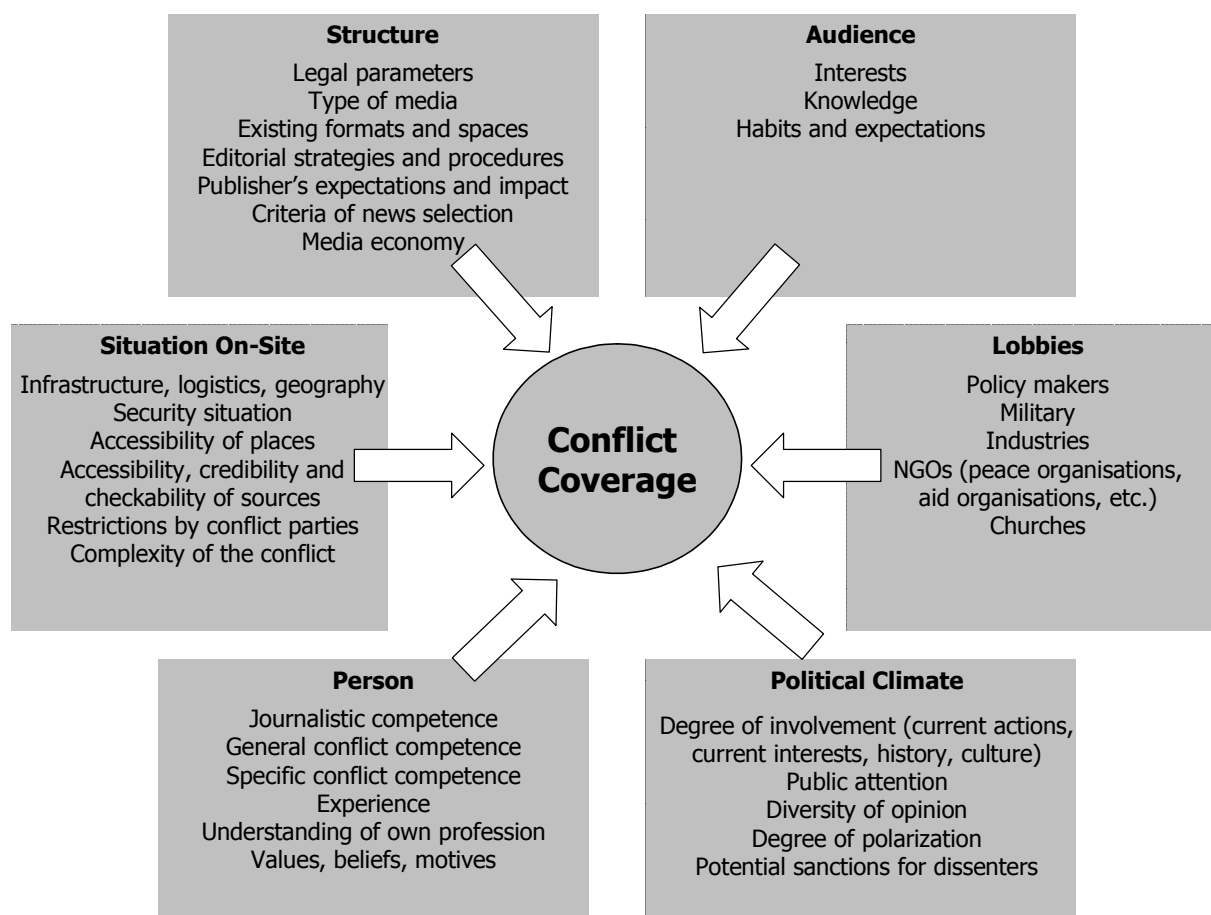 Structure
Legal parameters
Type of media
Existing formats and spaces
Editorial strategies and procedures
Publisher’s expectations and impact
Criteria of news selection
Media economy
Audience
Interests
Knowledge
Habits and expectations
Situation On-Site
Infrastructure, logistics, geography
Security situation
Accessibility of places
Accessibility, credibility and
checkability of sources
Restrictions by conflict parties
Complexity of the conflict
Conflict
Coverage
Lobbies
Policy makers
Military
Industries
NGOs (peace organisations,
aid organisations, etc.)
Churches
Person
Journalistic competence
General conflict competence
Specific conflict competence
Experience
Understanding of own profession
Values, beliefs, motives
Political Climate
Degree of involvement (current actions,
current interests, history, culture)
Public attention
Diversity of opinion
Degree of polarization
Potential sanctions for dissenters